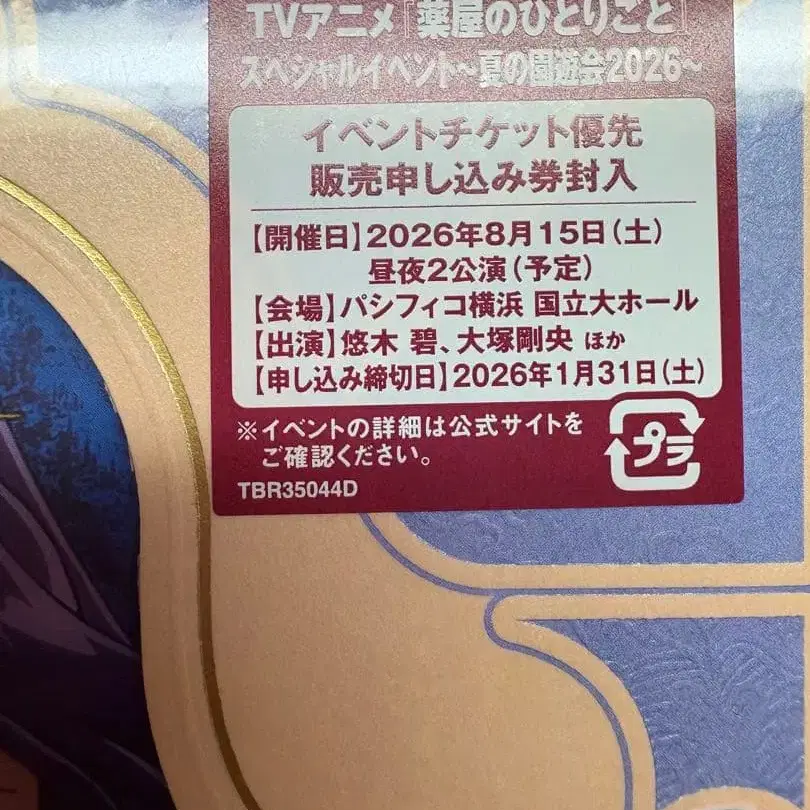 TVアニメ『薬屋のひとりごと』
スペシャルイベント～夏の園遊会2026～
イベントチケット優先
販売申し込み券封入
【開催日】2026年8月15日(土)
昼夜2公演(予定)
【会場】パシフィコ横浜 国立大ホール
【出演】悠木 碧、大塚剛央 ほか
【申し込み締切日】2026年1月31日(土)
※イベントの詳細は公式サイトを
ご確認ください。
プラ
TBR35044D